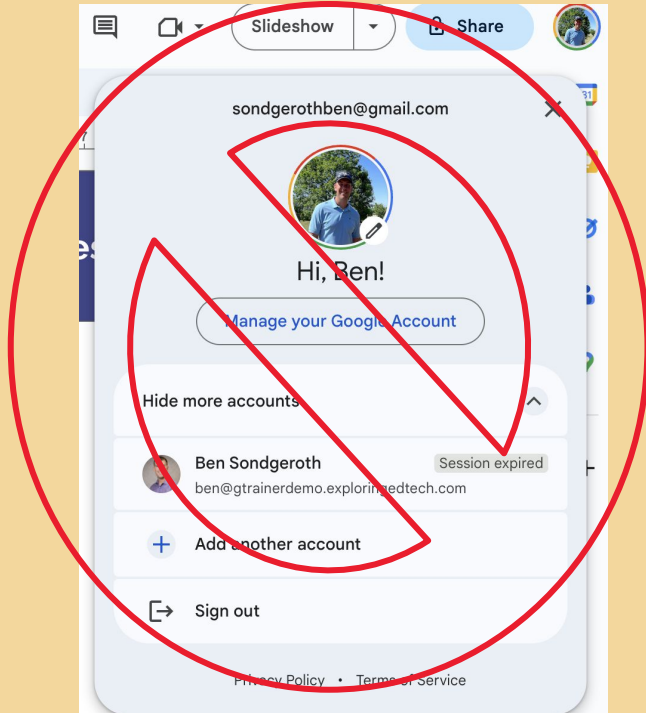 Slideshow
Share
31
sondgerothben@gmail.com
Hi, Ben!
Manage your Google Account
Hide more accounts
Ben Sondgeroth
Session expired
ben@gtrainerdemo.exploringedtech.com
Add another account
Sign out
Privacy Policy • Terms of Service